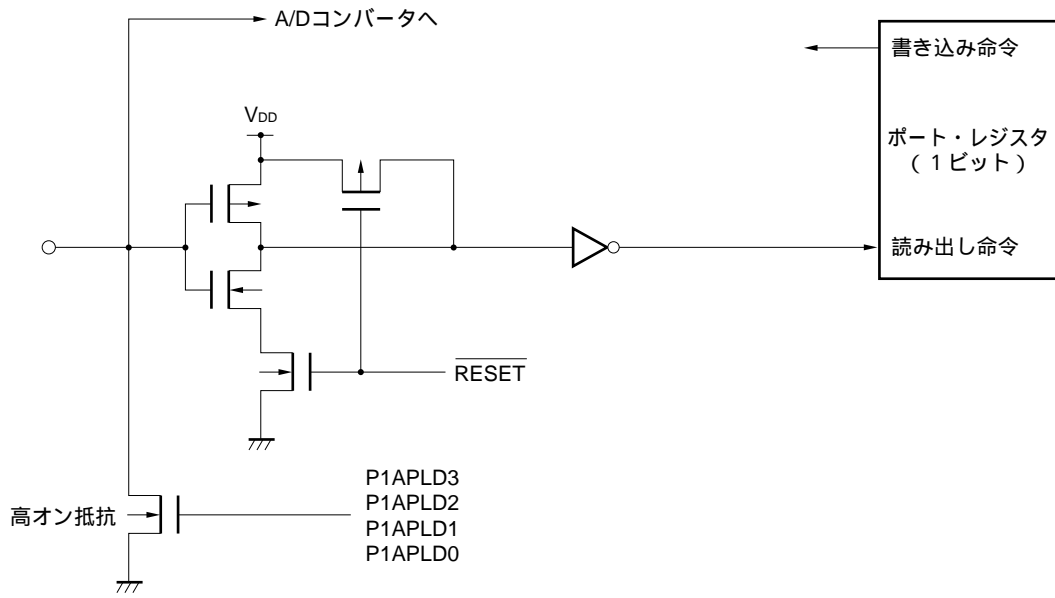 A/Dコンバータへ
書き込み命令
VDD
ポート・レジスタ
(1ビット)
読み出し命令
RESET
P1APLD3
P1APLD2
P1APLD1
P1APLD0
高オン抵抗